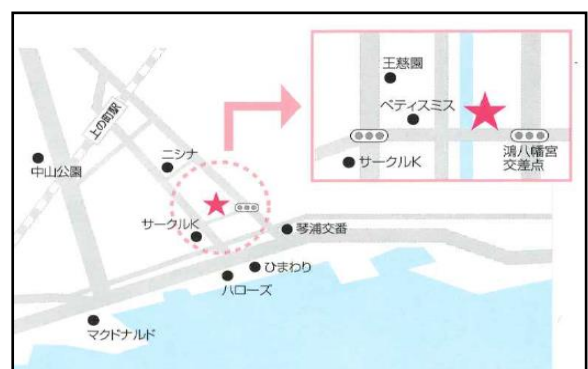 上の町駅
中山公園
ニシナ
サークルK
琴浦交番
ひまわり
ハローズ
マクドナルド
王慈園
ベティスミス
サークルK
鴻八幡宮
交差点